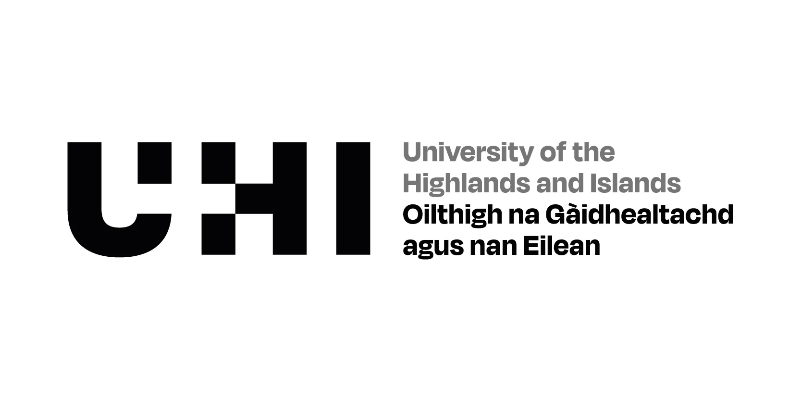 UHI
University of the
Highlands and Islands
Oilthigh na Gàidhealtachd
agus nan Eilean